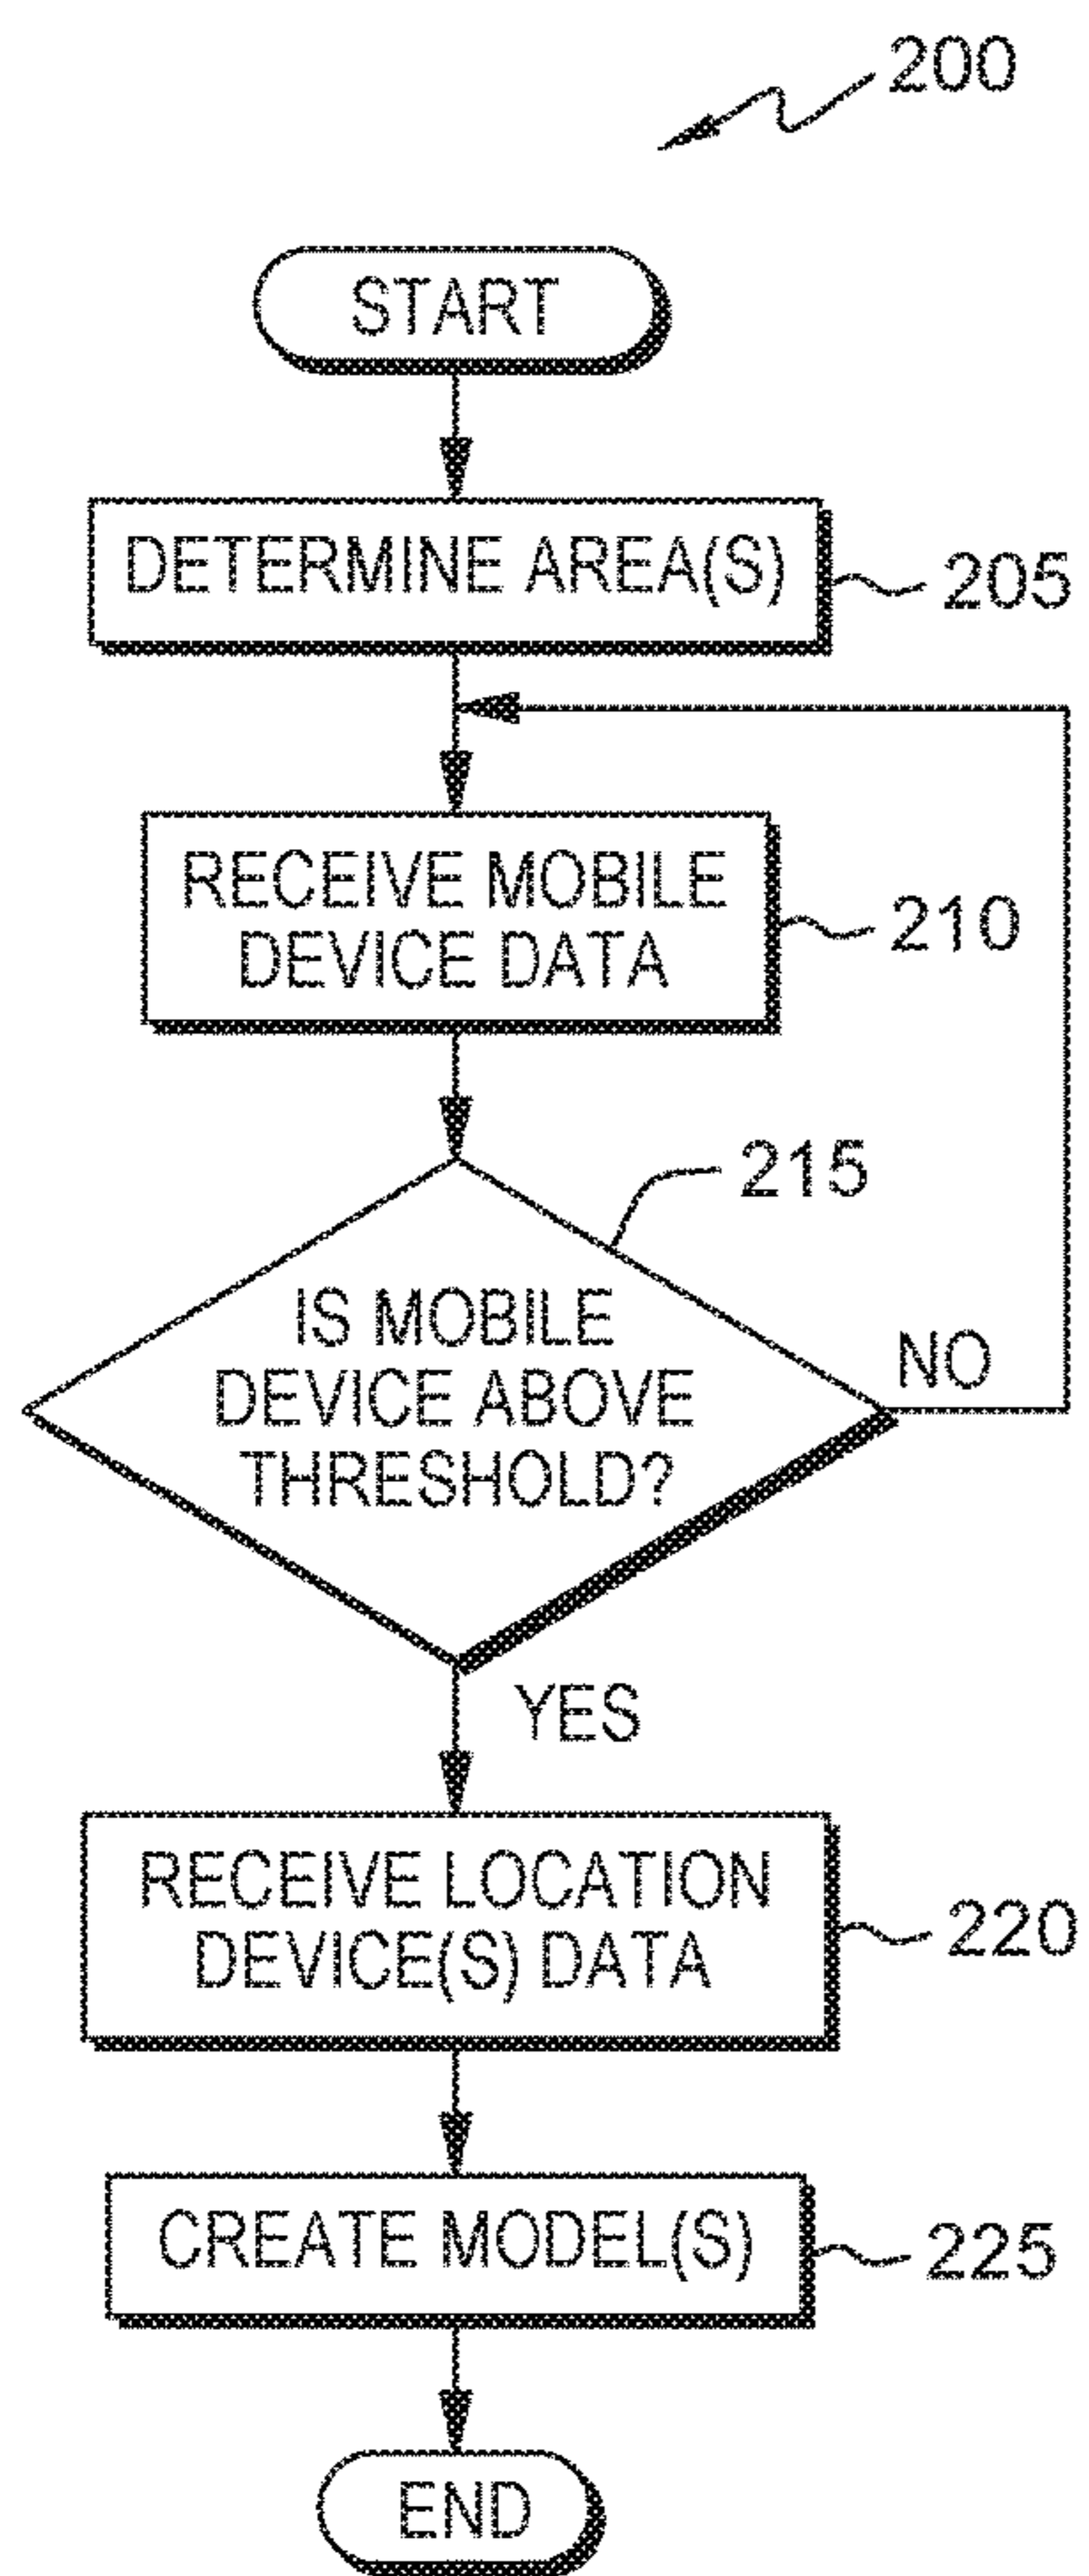 200
START
DETERMINE AREA(S)
205
RECEIVE MOBILE
DEVICE DATA
210
215
IS MOBILE
DEVICE ABOVE
THRESHOLD?
NO
YES
RECEIVE LOCATION
DEVICE(S) DATA
220
CREATE MODEL(S)
225
END